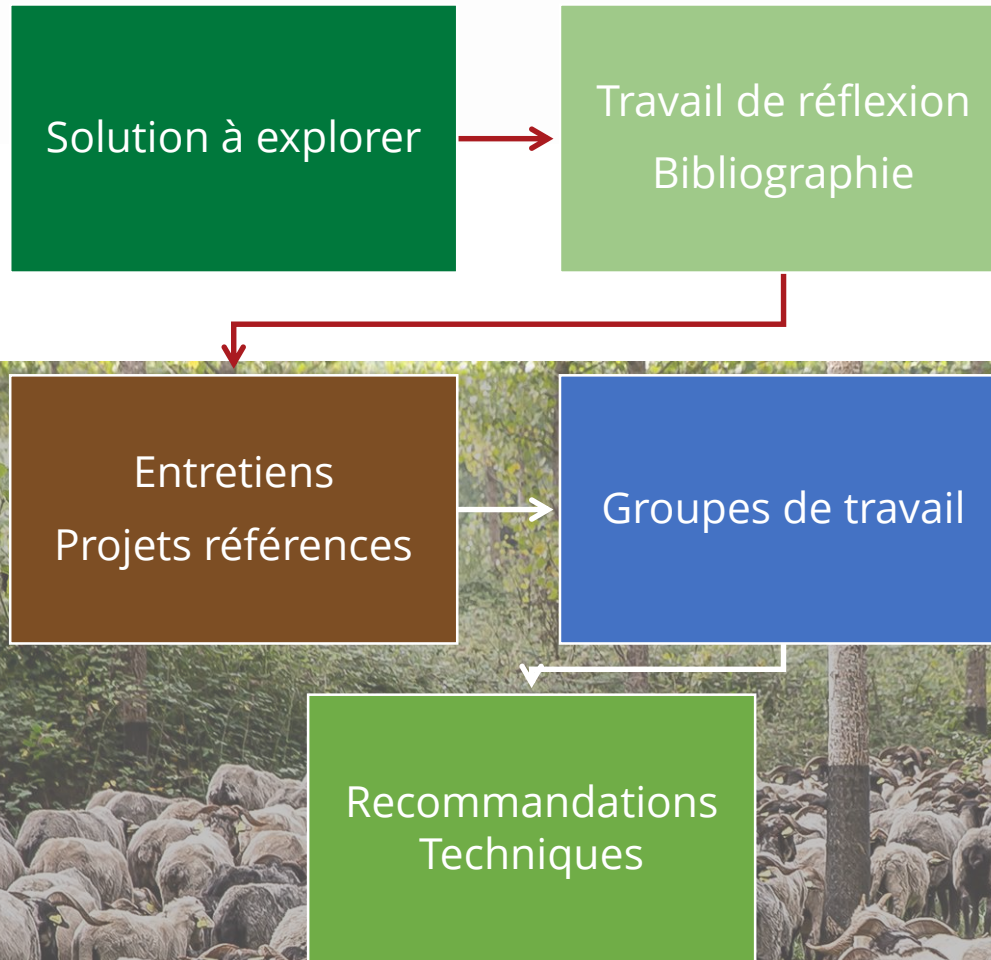 Solution à explorer
Travail de réflexion
Bibliographie
Entretiens
Projets références
Groupes de travail
Recommandations
Techniques